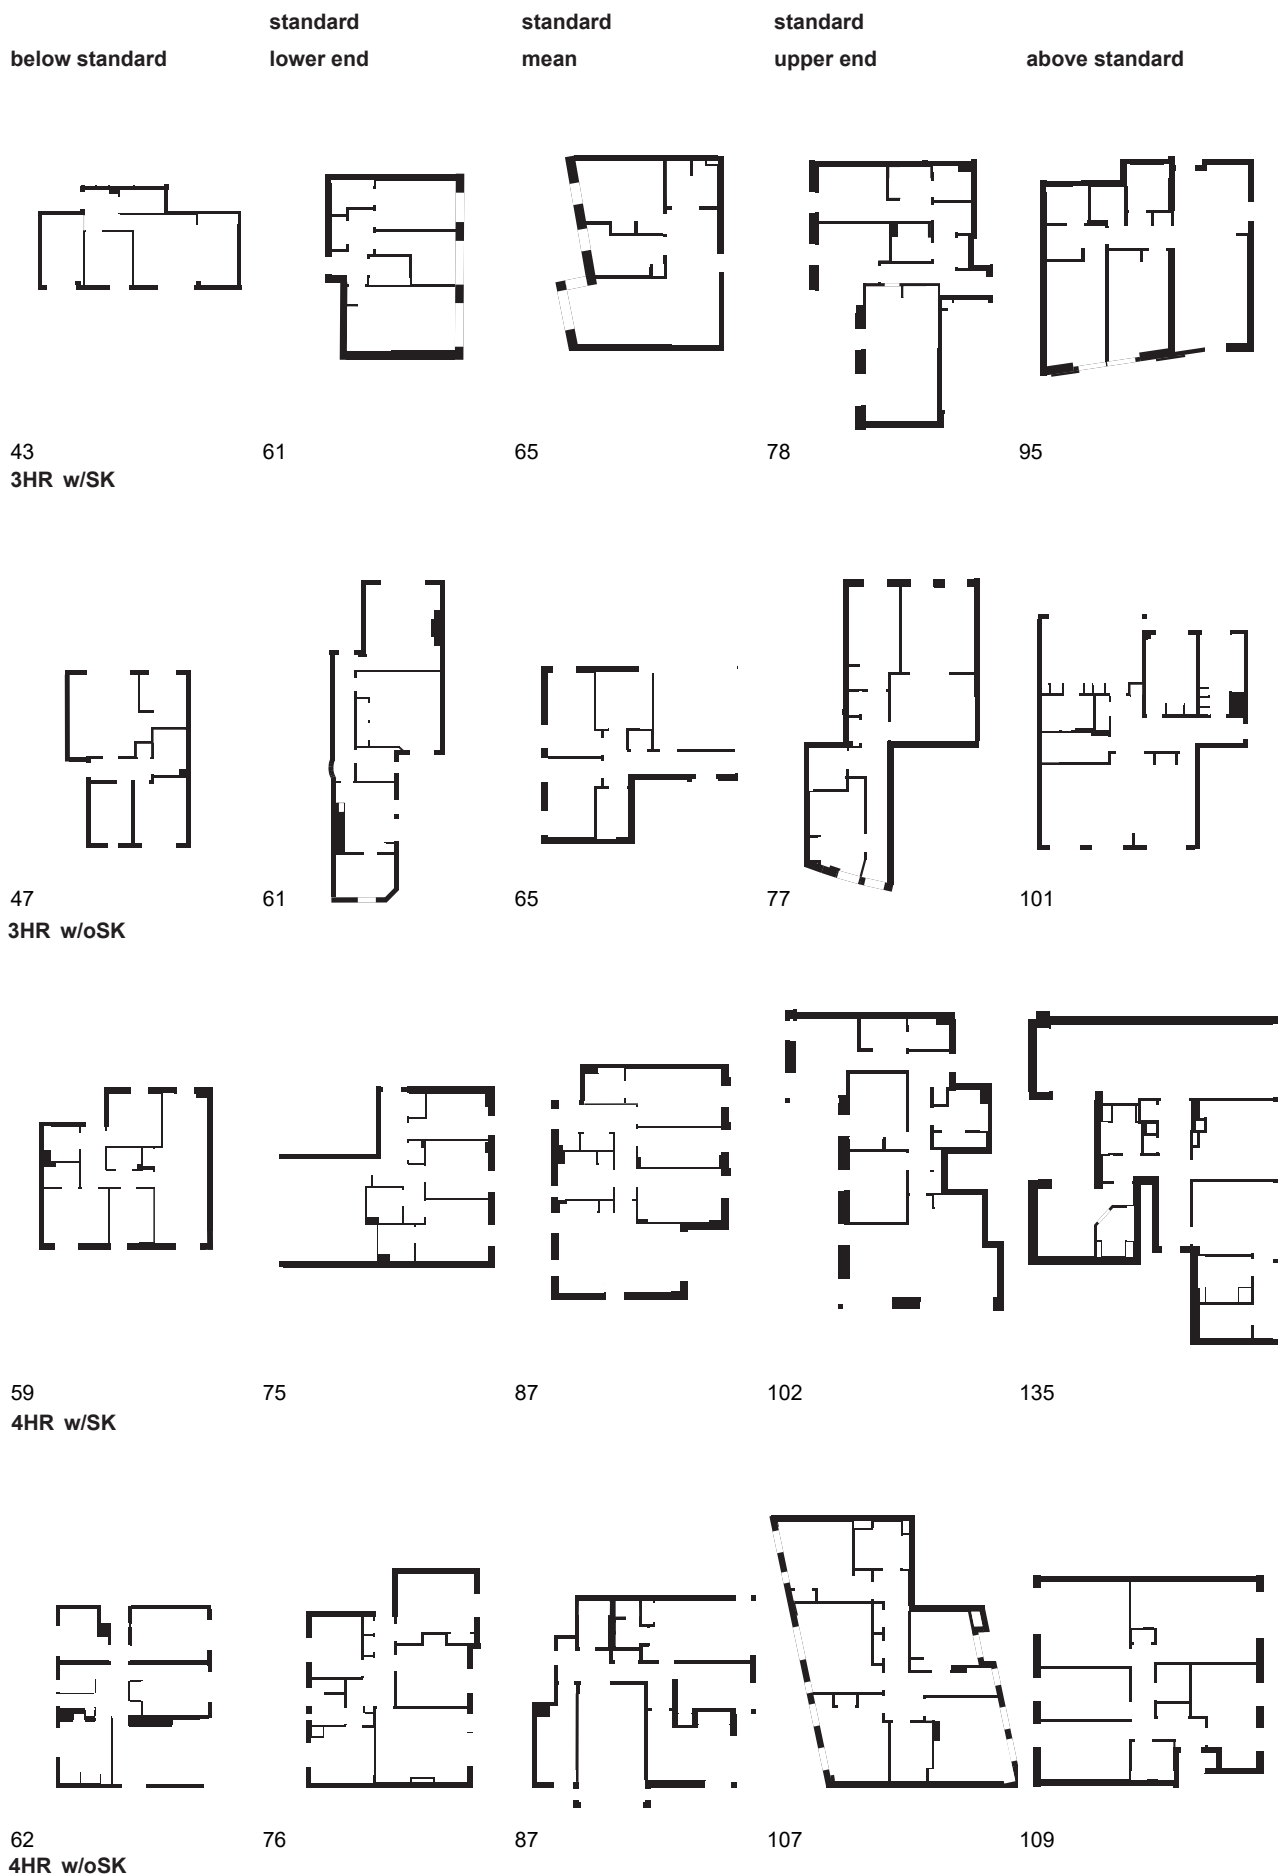 standard standard standard
below standard lower end mean upper end above standard
43 61 65 78 95
3HR w/SK
47 61 65 77 101
3HR w/oSK
59 75 87 102 135
4HR w/SK
62 76 87 107 109
4HR w/oSK